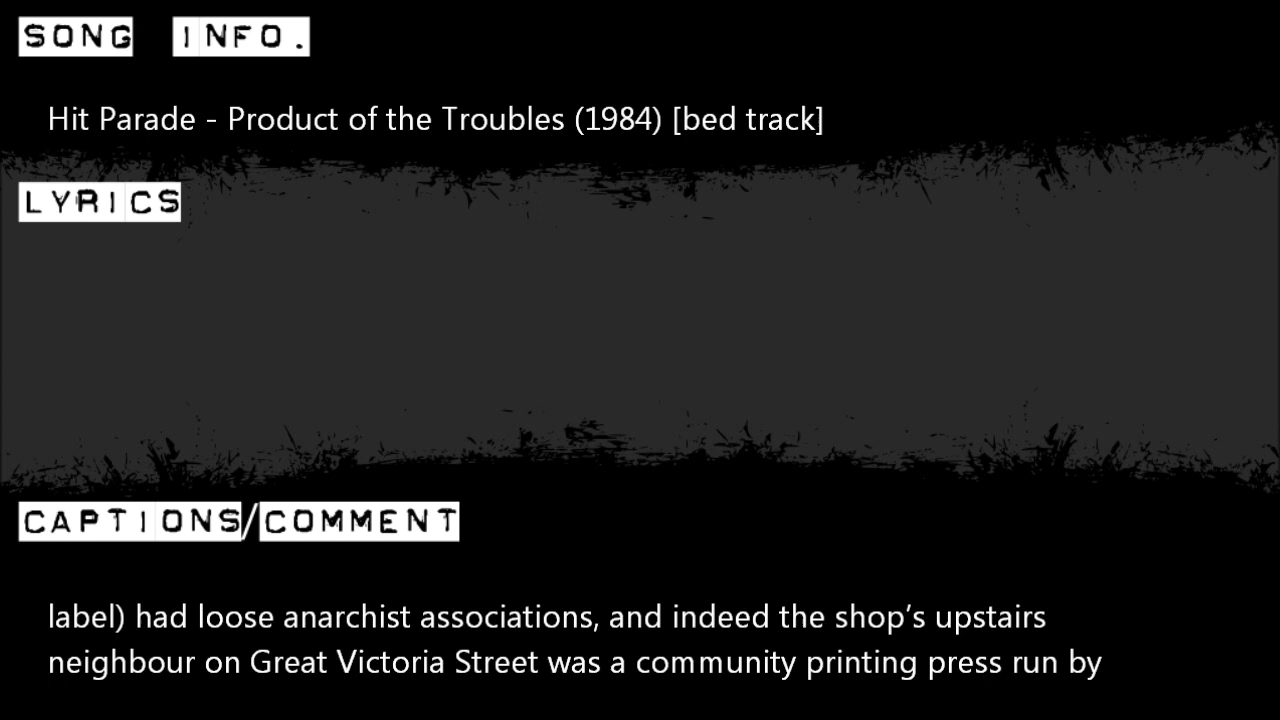 SONG INFO.
Hit Parade - Product of the Troubles (1984) [bed track]
LYRICS
CAPTIONS/COMMENT
label) had loose anarchist associations, and indeed the shop’s upstairs
neighbour on Great Victoria Street was a community printing press run by